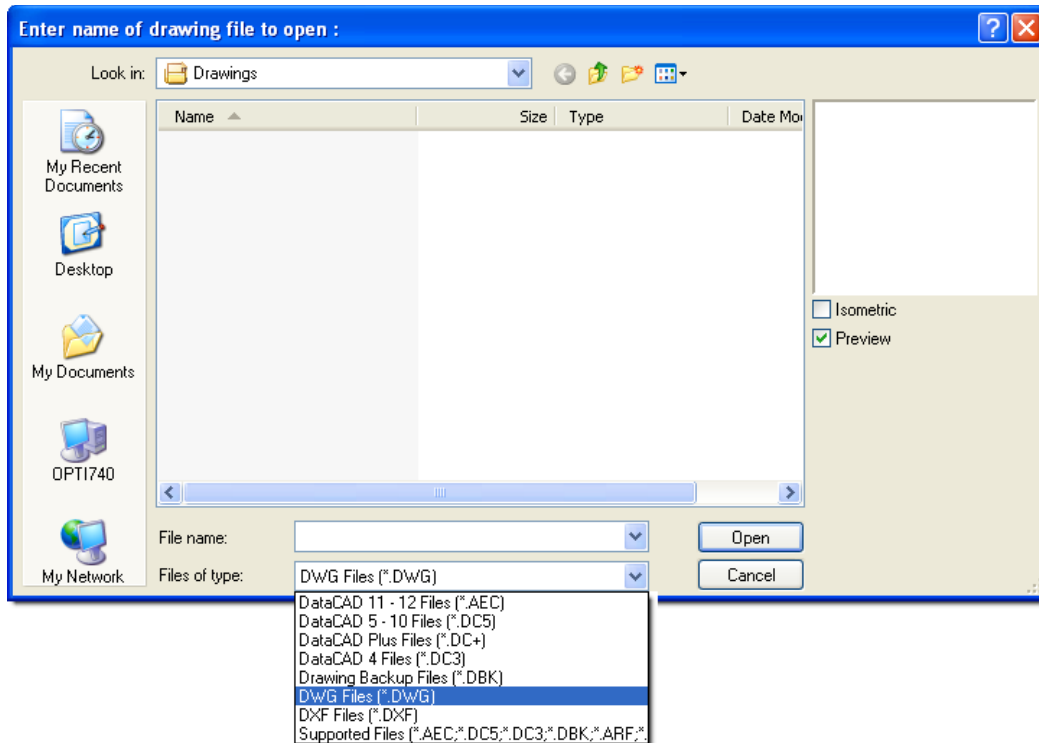 Enter name of drawing file to open :
Look in:
Drawings
Name
Size
Type
Date Mo
My Recent
Documents
Desktop
My Documents
OPTI740
My Network
Isometric
Preview
File name:
Open
Files of type:
DWG Files (*.DWG)
Cancel
DataCAD 11 - 12 Files (*.AEC)
DataCAD 5 - 10 Files (*.DC5)
DataCAD Plus Files (*.DC+)
DataCAD 4 Files (*.DC3)
Drawing Backup Files (*.DBK)
DWG Files (*.DWG)
DXF Files (*.DXF)
Supported Files (*.AEC;*.DC5;*.DC3;*.DBK;*.ARF;*.